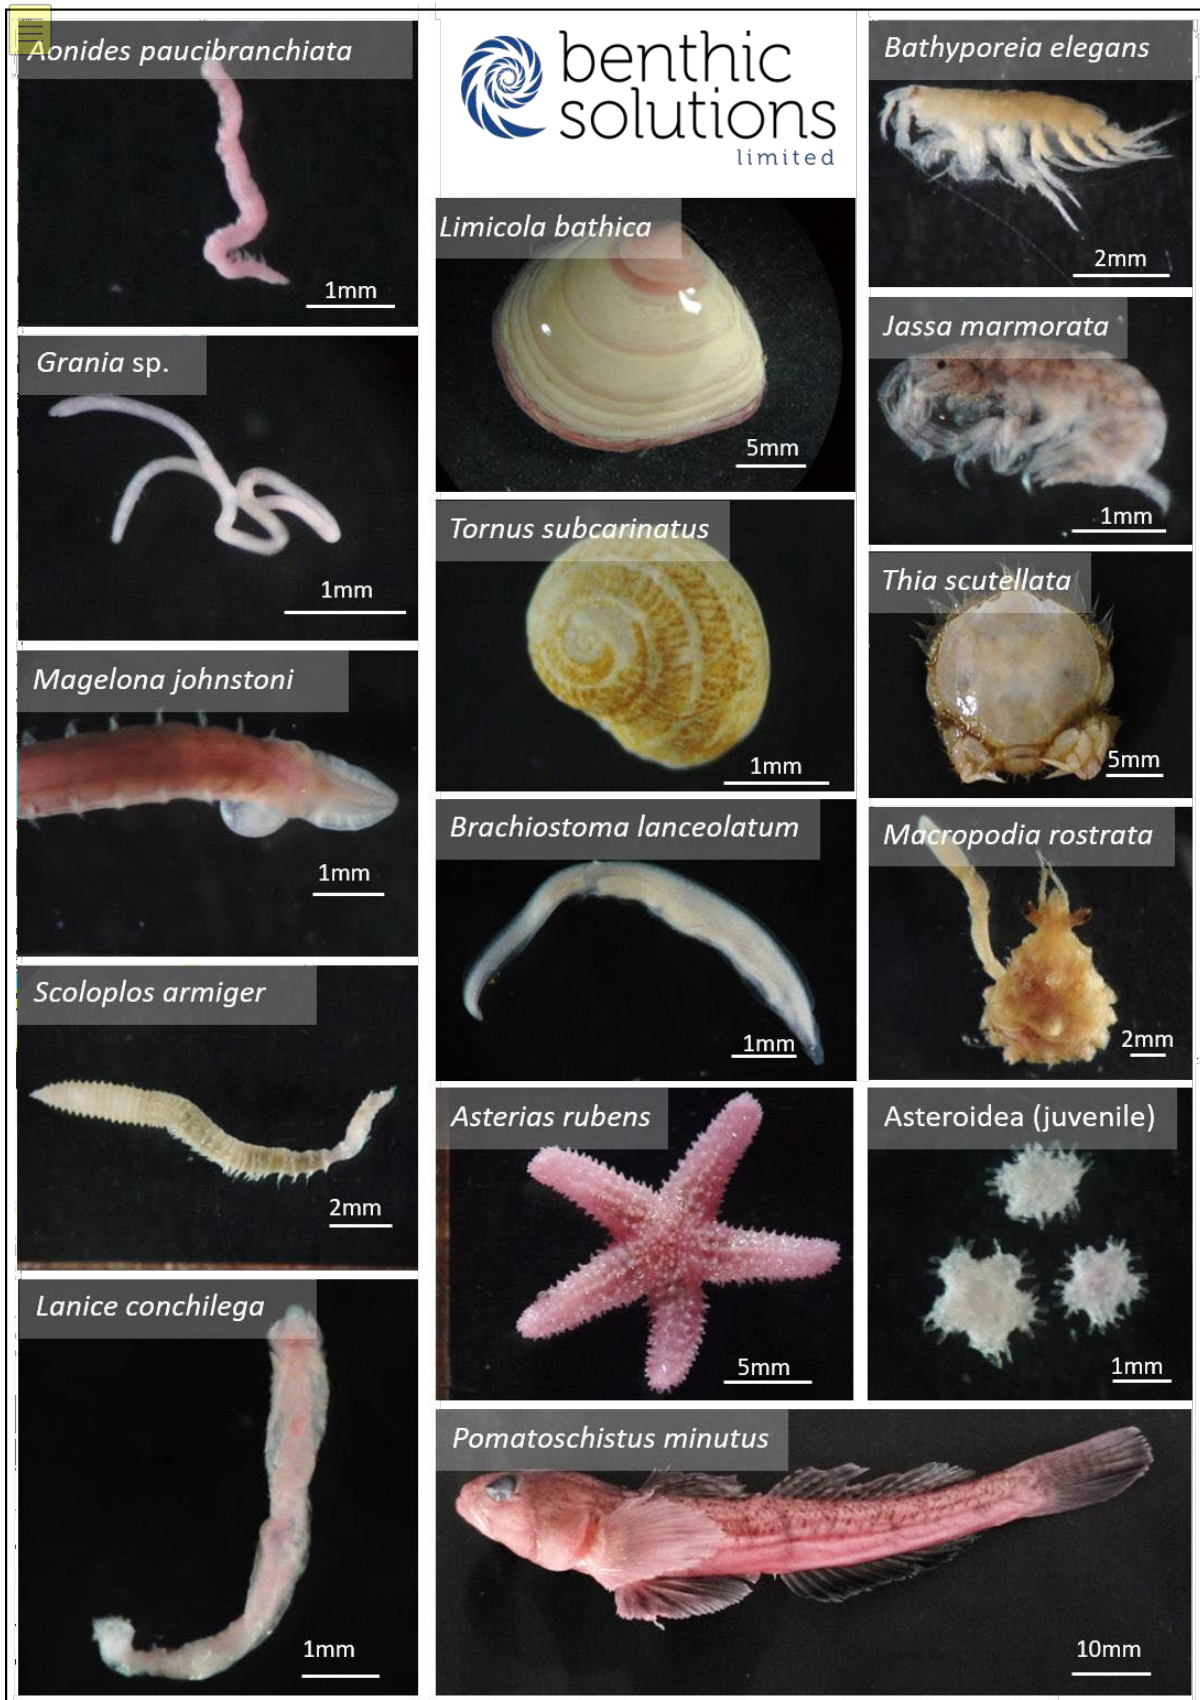 Aonides paucibranchiata
1mm
Grania sp.
1mm
Magelona johnstoni
1mm
Scoloplos armiger
2mm
Lanice conchilega
1mm
benthic
solutions
limited
Limicola bathica
5mm
Tornus subcarinatus
1mm
Brachiostoma lanceolatum
1mm
Asterias rubens
5mm
Bathyporeia elegans
2mm
Jassa marmorata
1mm
Thia scutellata
5mm
Macropodia rostrata
2mm
Asteroidea (juvenile)
1mm
Pomatoschistus minutus
10mm